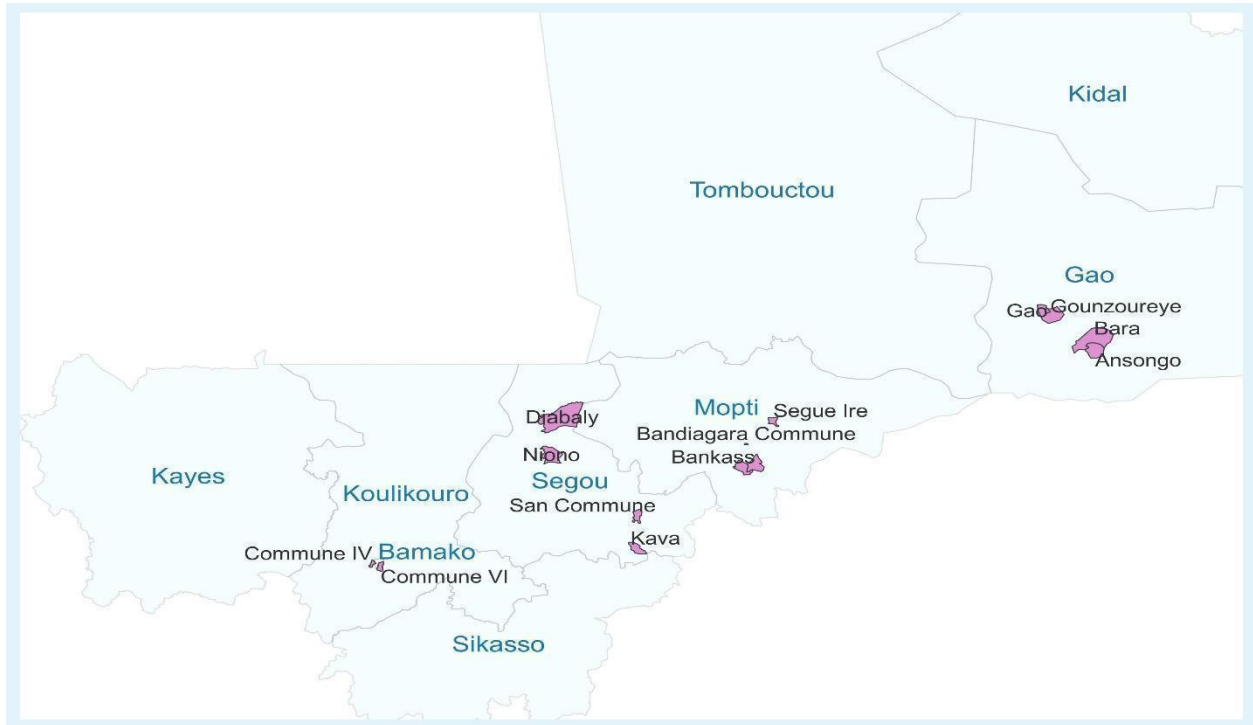 Kidal
Tombouctou
Gao
Gao
Gounzoureye
Bara
Ansongo
Mopti
Segue Ire
Diabaly
Bandiagara Commune
Niono
Bankass
Kayes
Segou
Koulikouro
San Commune
Kava
Commune IV
Bamako
Commune VI
Sikasso